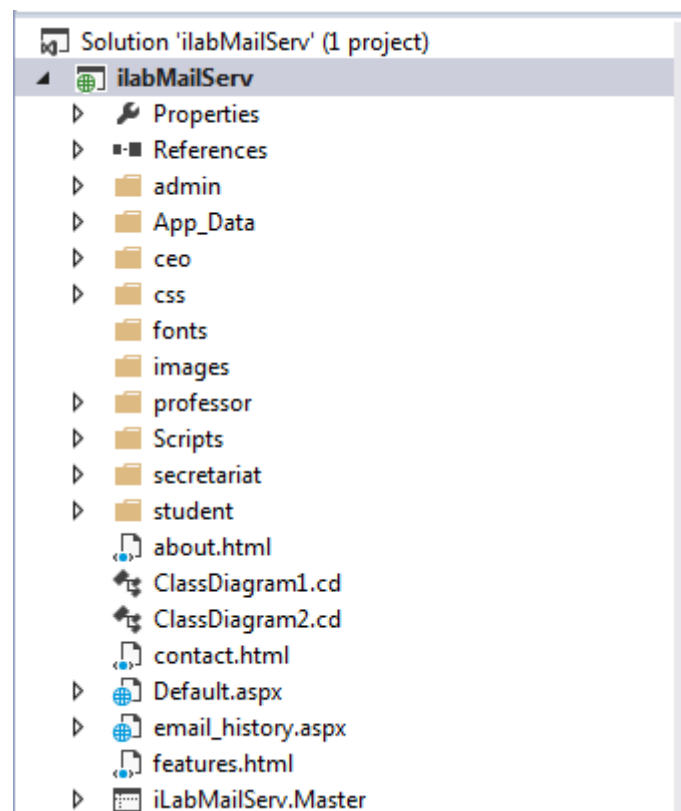 Solution 'ilabMailServ' (1 project)
ilabMailServ
Properties
References
admin
App_Data
ceo
css
fonts
images
professor
Scripts
secretariat
student
about.html
ClassDiagram1.cd
ClassDiagram2.cd
contact.html
Default.aspx
email_history.aspx
features.html
iLabMailServ.Master